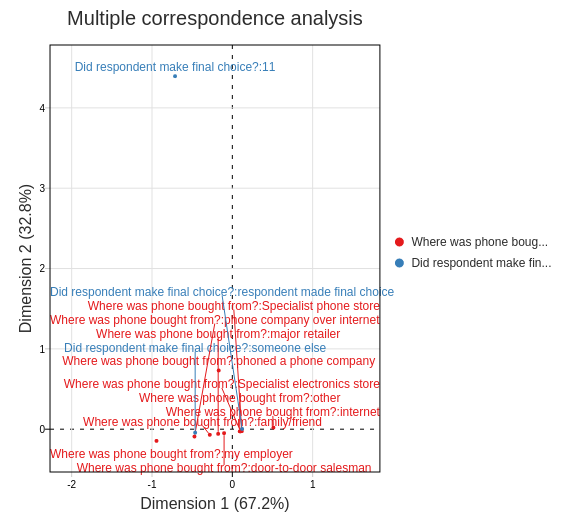 Multiple correspondence analysis
Did respondent make final choice?:11
4
3
2
Where was phone boug...
Did respondent make fin...
Dimension 2 (32.8%)
Did respondent make final choice?:respondent made final choice
Where was phone bought from?:Specialist phone store
Where was phone bought from?:phone company over internet
Where was phone bought from?:major retailer
Did respondent make final choice?:someone else
1
Where was phone bought from?:phoned a phone company
Where was phone bought from?:Specialist electronics store
Where was phone bought from?:other
Where was phone bought from?:internet
Where was phone bought from?:family/friend
0
Where was phone bought from?:my employer
Where was phone bought from?:door-to-door salesman
-2 -1 0 1
Dimension 1 (67.2%)